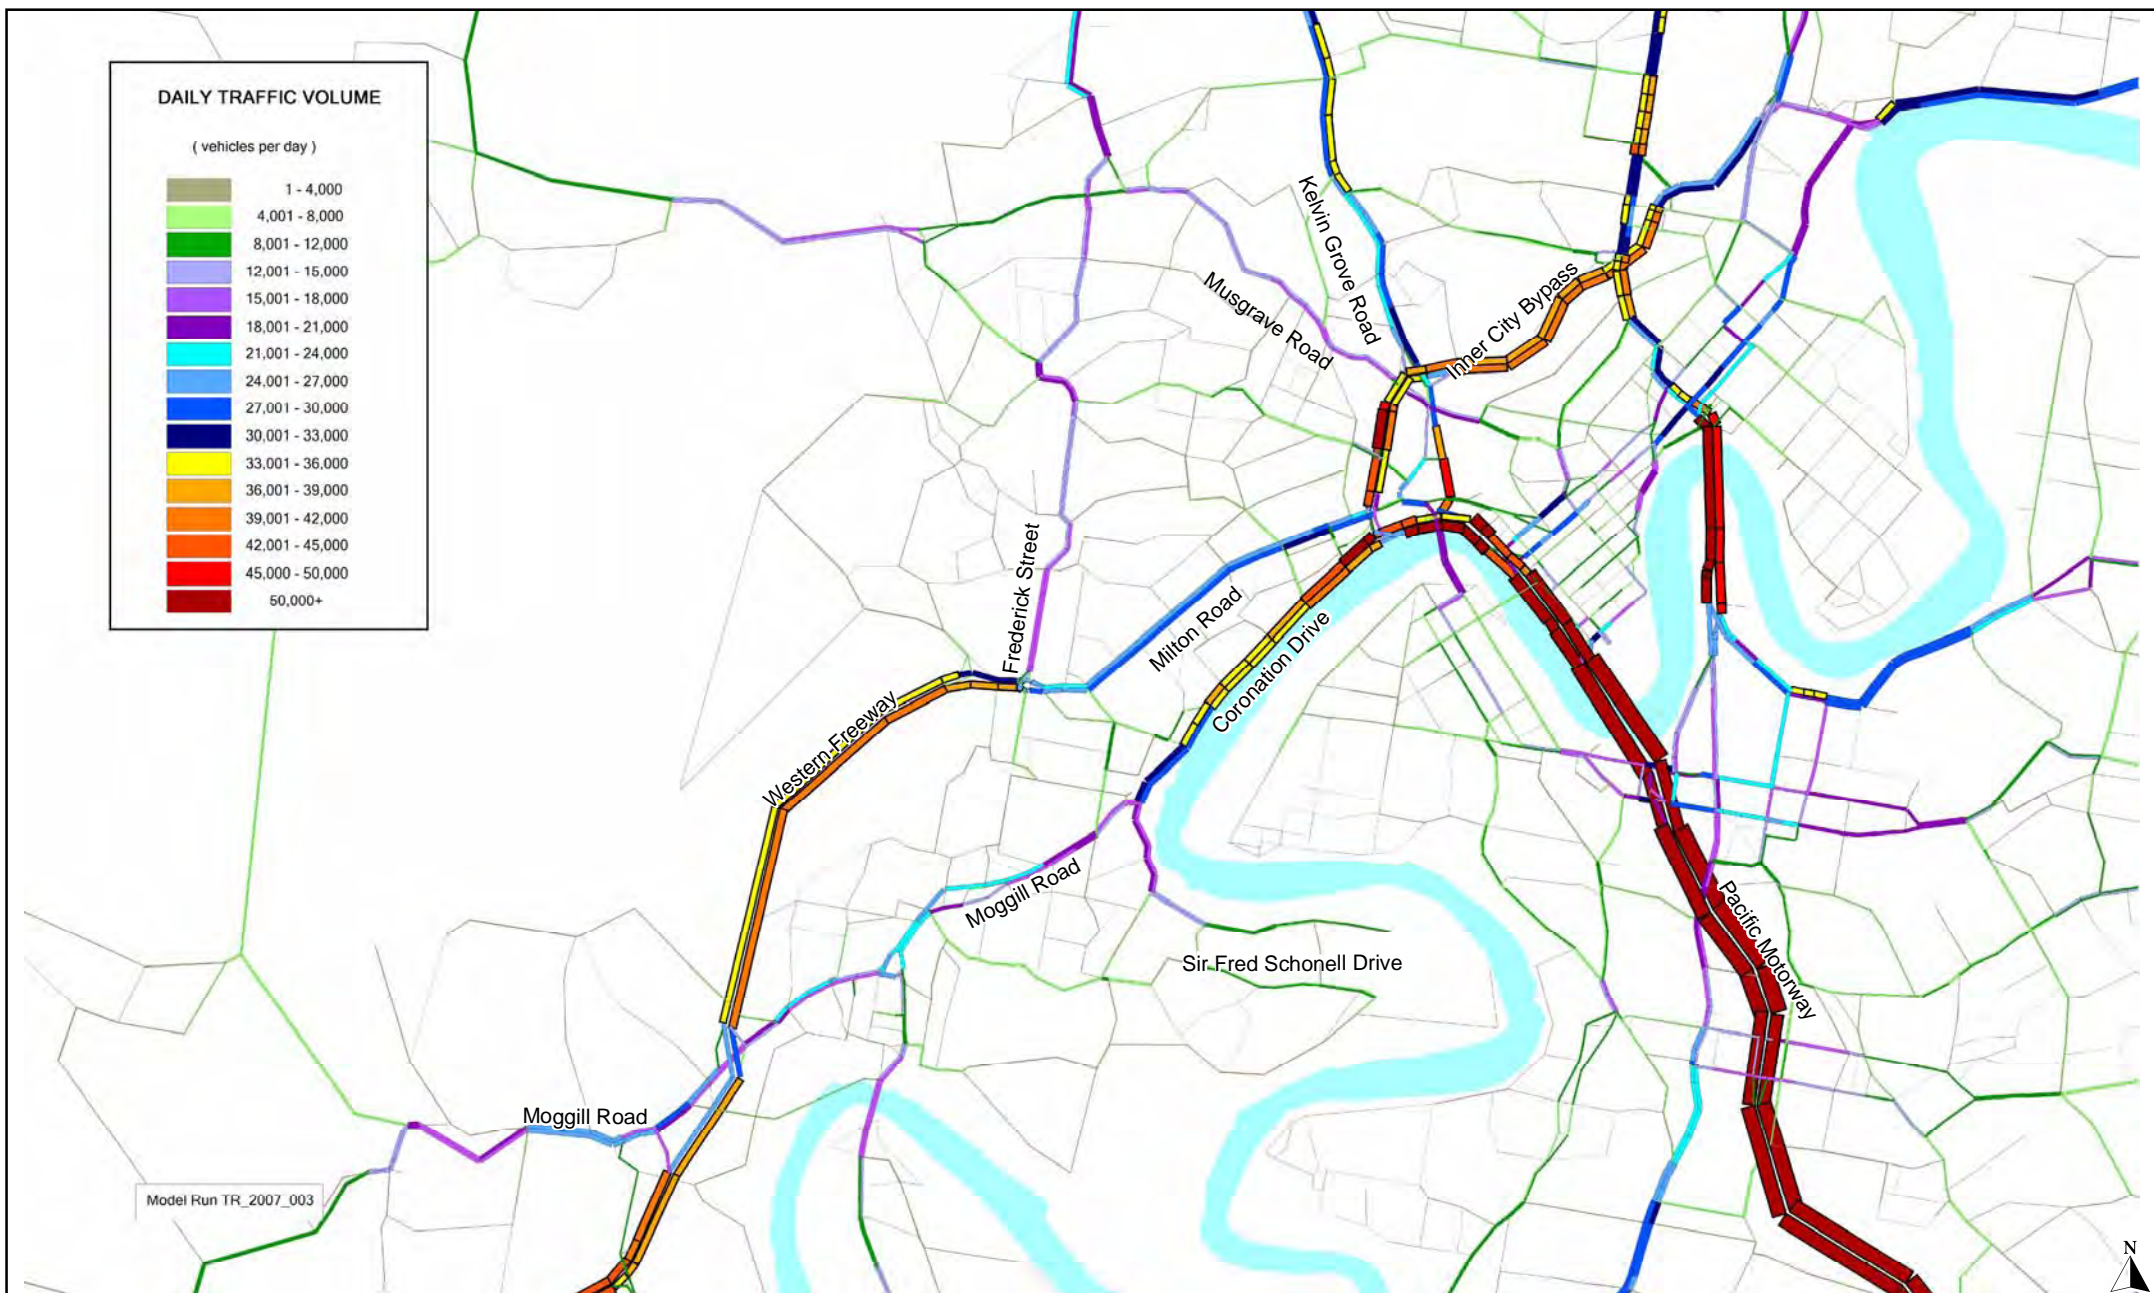 DAILY TRAFFIC VOLUME
( vehicles per day )
1 - 4,000
4,001 - 8,000
8,001 - 12,000
12,001 - 15,000
15,001 - 18,000
18,001 - 21,000
21,001 - 24,000
24,001 - 27,000
27,001 - 30,000
30,001 - 33,000
33,001 - 36,000
36,001 - 39,000
39,001 - 42,000
42,001 - 45,000
45,000 - 50,000
50,000+
Kelvin Grove Road
Musgrave Road
Inner City Bypass
Frederick Street
Milton Road
Coronation Drive
Western Freeway
Moggill Road
Sir Fred Schonell Drive
Pacific Motorway
Moggill Road
Model Run TR_2007_003
N